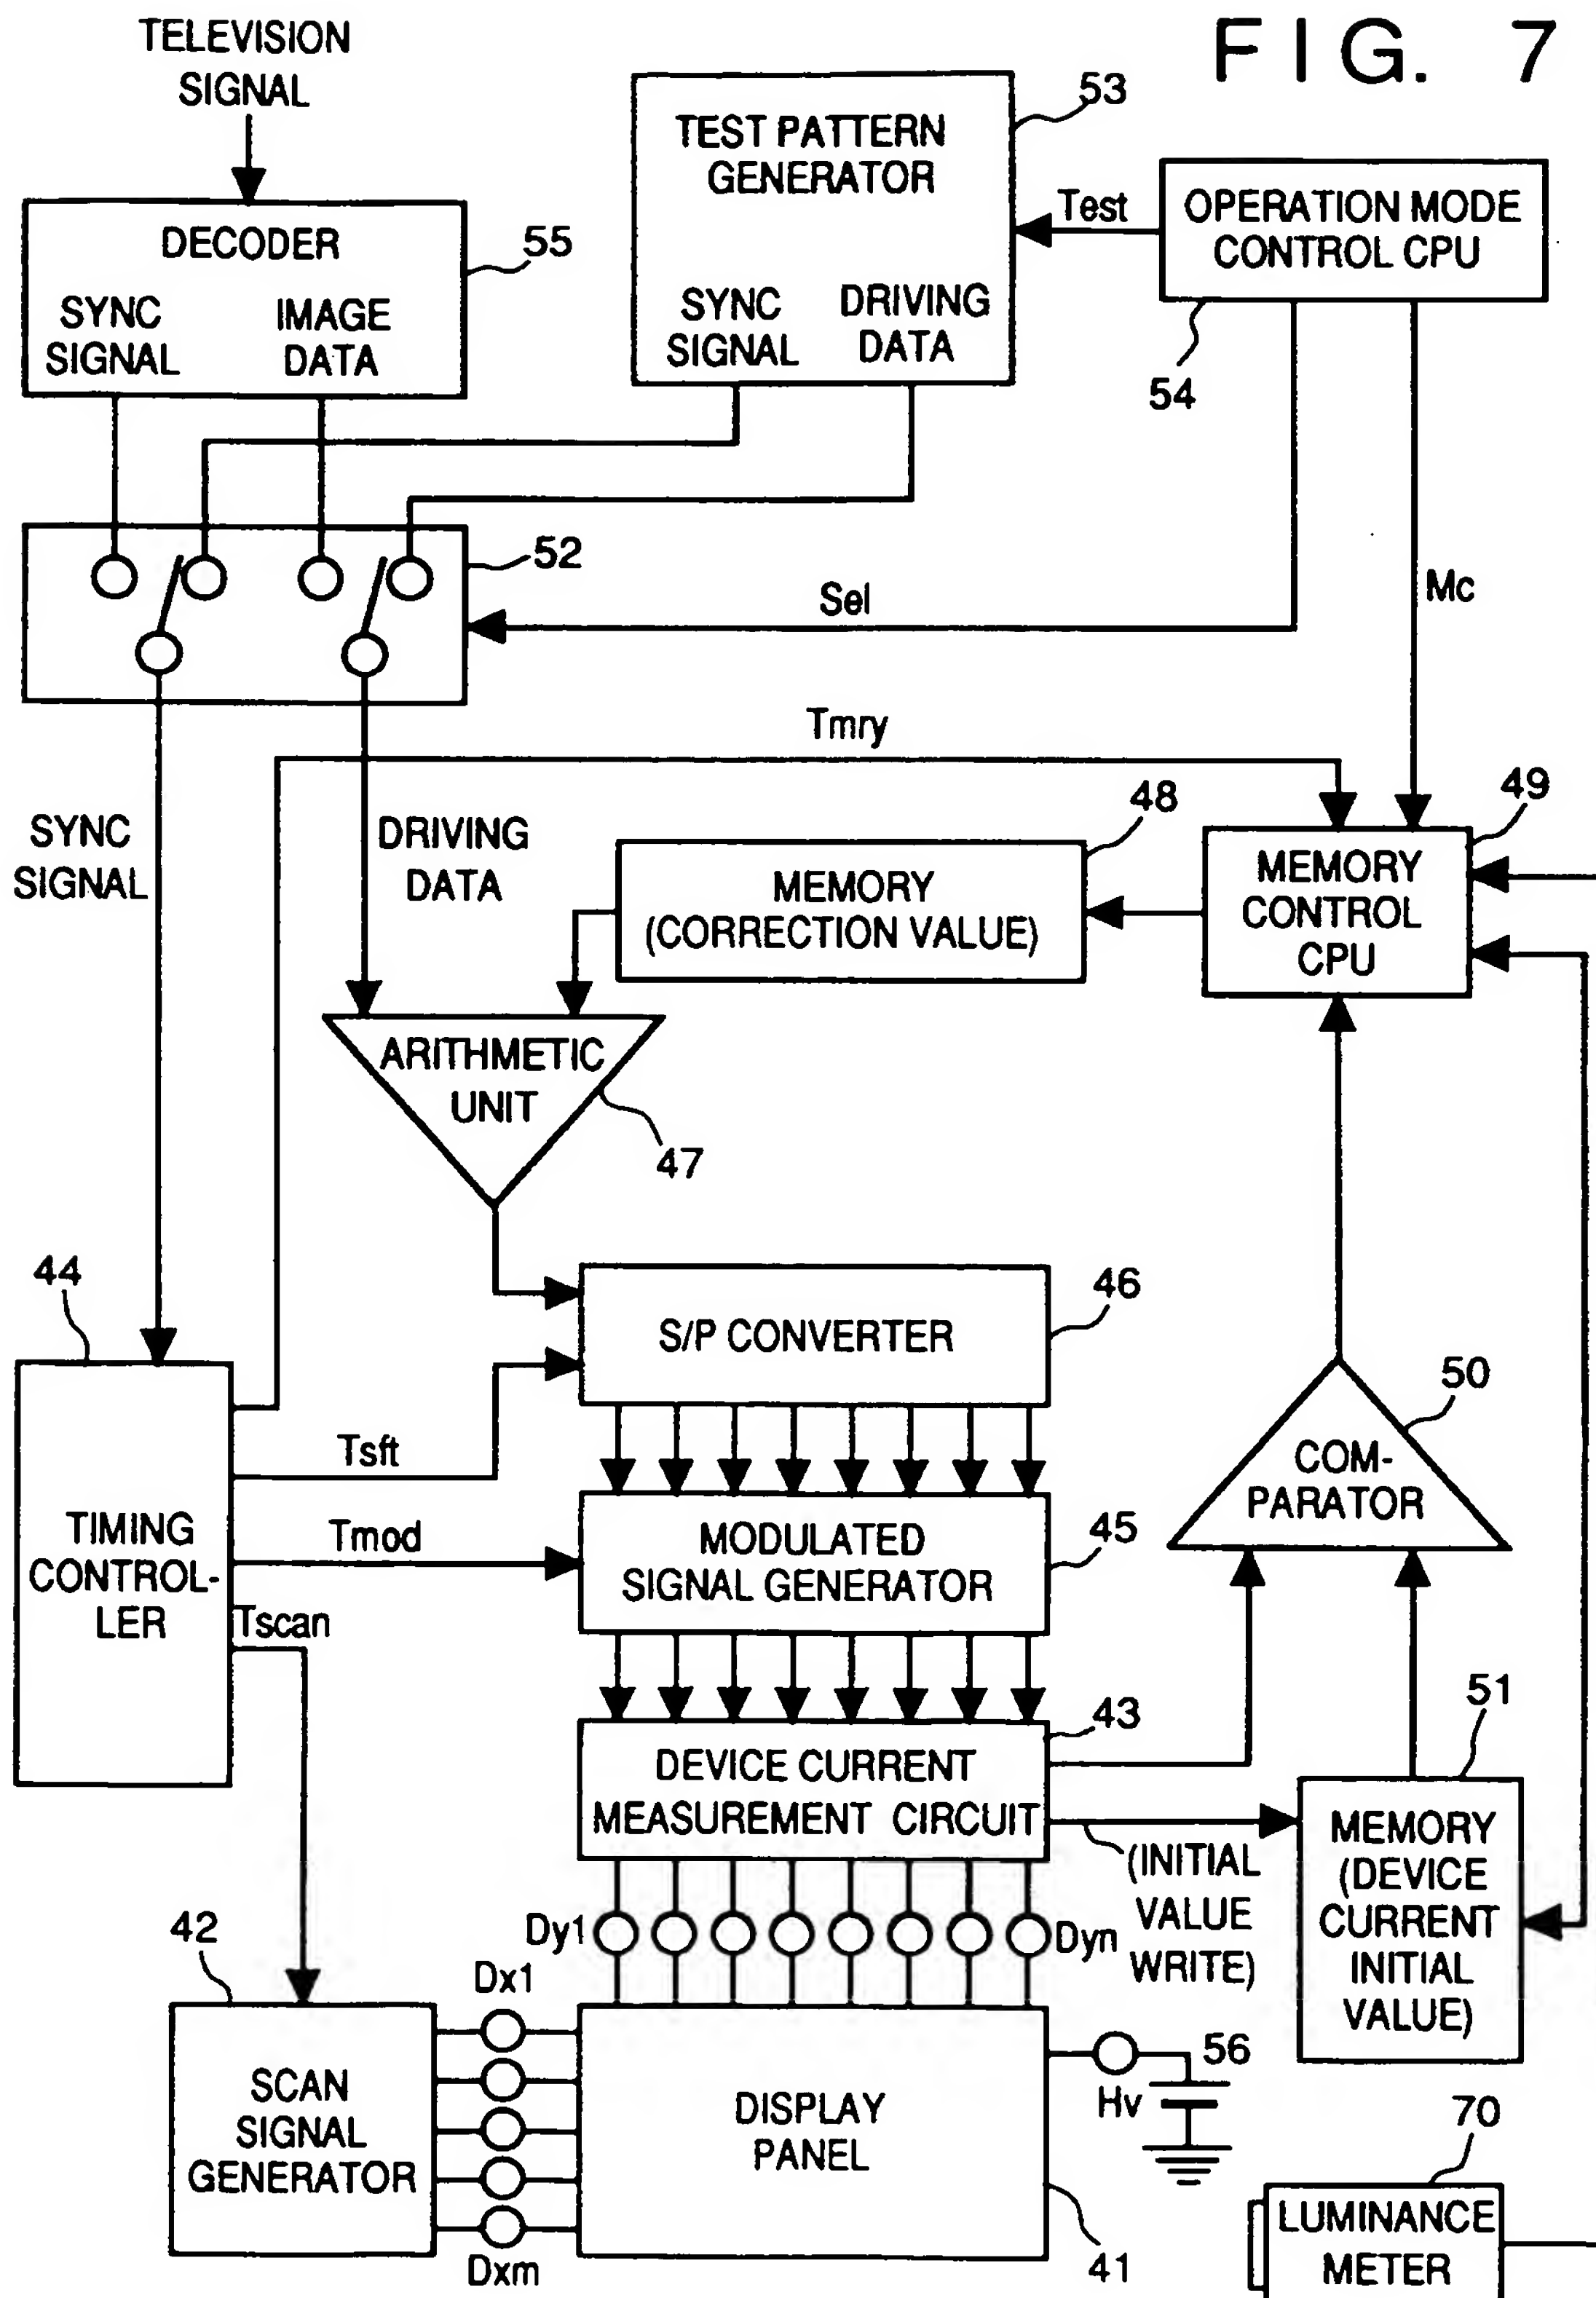 FIG. 7
TELEVISION
SIGNAL
53
TEST PATTERN
GENERATOR
SYNC
SIGNAL
DRIVING
DATA
Test
OPERATION MODE
CONTROL CPU
54
DECODER
55
SYNC
SIGNAL
IMAGE
DATA
52
Sel
Mc
Tmry
SYNC
SIGNAL
DRIVING
DATA
48
MEMORY
(CORRECTION VALUE)
49
MEMORY
CONTROL
CPU
ARITHMETIC
UNIT
47
44
46
S/P CONVERTER
50
COM-
PARATOR
Tsft
TIMING
CONTROL-
LER
Tmod
MODULATED
SIGNAL GENERATOR
45
Tscan
43
DEVICE CURRENT
MEASUREMENT CIRCUIT
51
(INITIAL
VALUE
WRITE)
MEMORY
(DEVICE
CURRENT
INITIAL
VALUE)
Dy1
Dyn
42
Dx1
SCAN
SIGNAL
GENERATOR
Dxm
DISPLAY
PANEL
41
56
Hv
70
LUMINANCE
METER